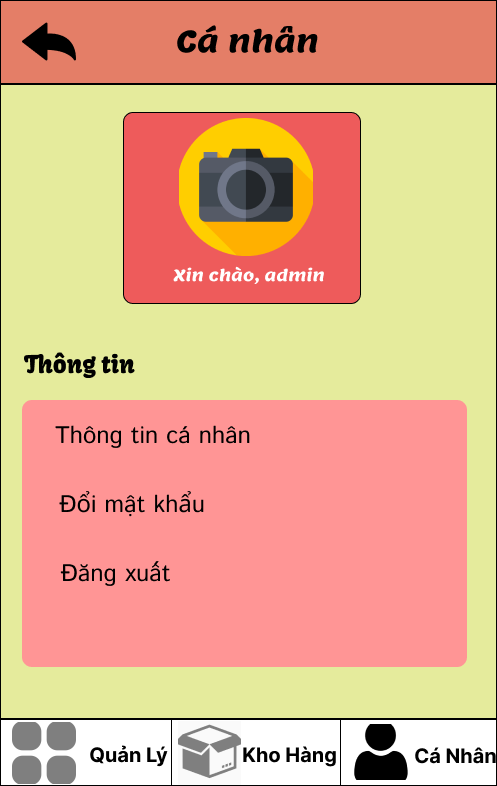 Cá nhân
Xin chào, admin
Thông tin
Thông tin cá nhân
Đổi mật khẩu
Đăng xuất
Quản Lý
Kho Hàng
Cá Nhân